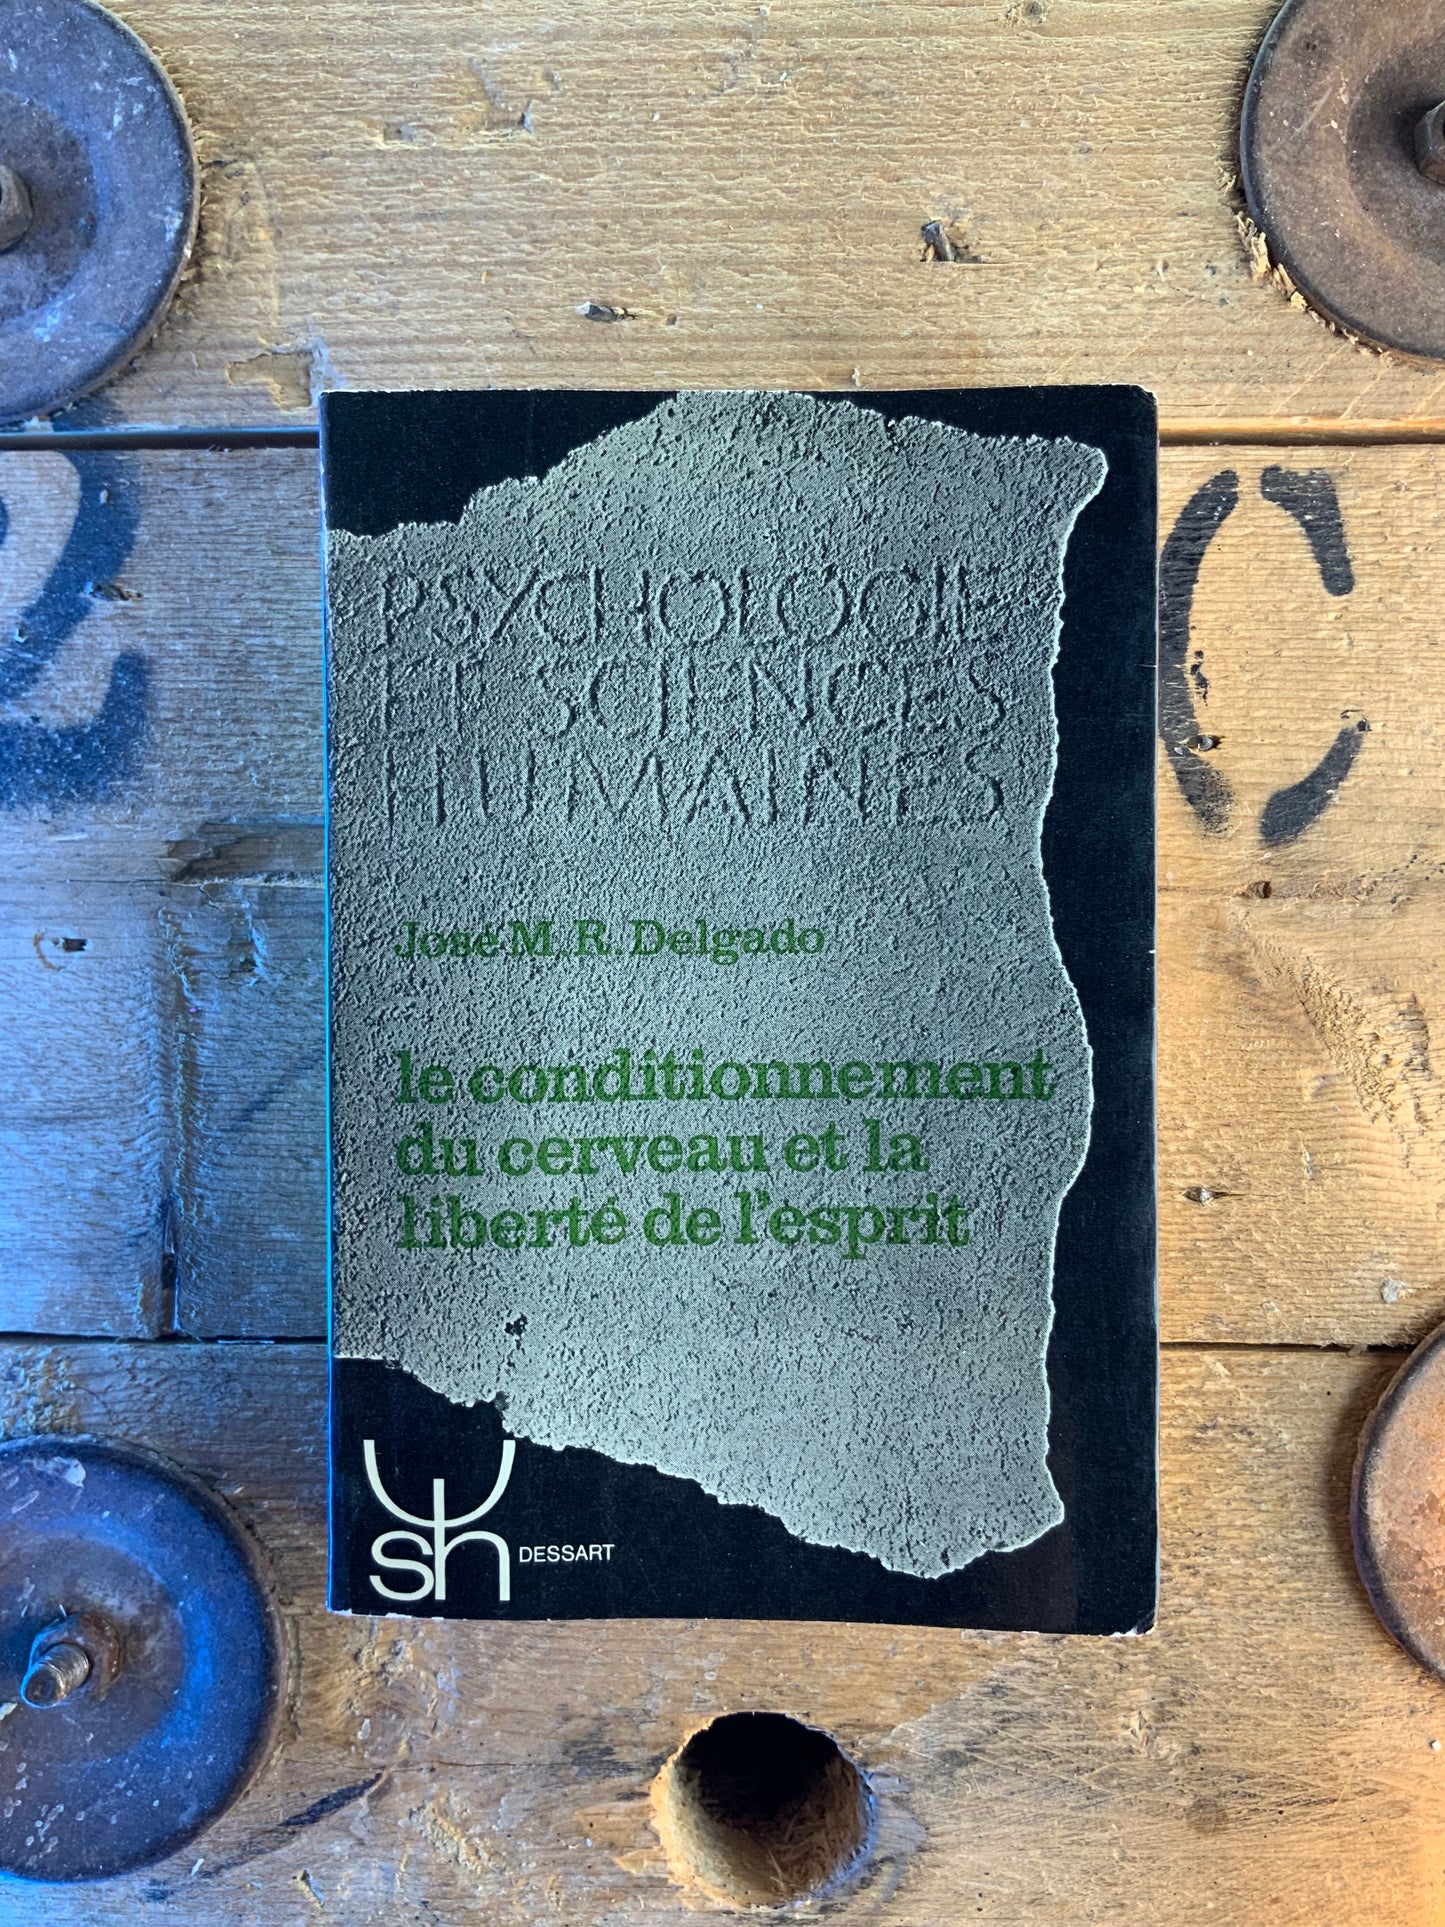 PSYCHOLOGIE
ET SCIENCES
HUMAINES
José M. R. Delgado
le conditionnement
du cerveau et la
liberté de l'esprit
ψ
sh DESSART
C